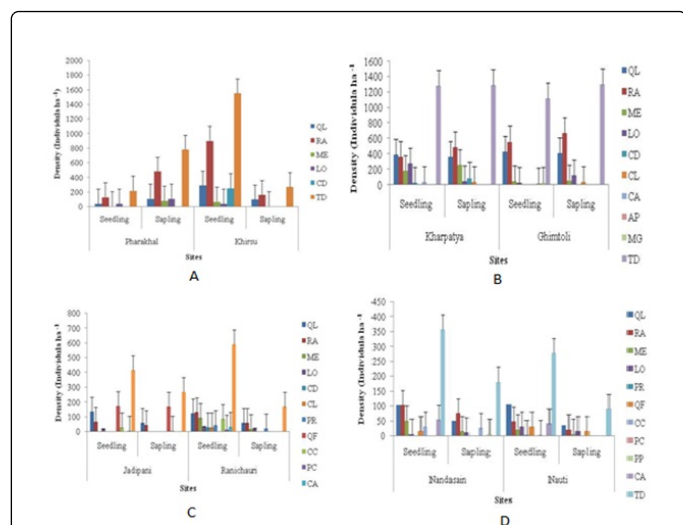 2000
1800
1600
1400
1200
1000
800
600
400
200
0
Density (Individula ha⁻¹)
Seedling Sapling Seedling Sapling
Pharakhal Khirsu
Sites
QL
RA
ME
LO
CD
TD
A
1600
1400
1200
1000
800
600
400
200
0
Density (Individula ha⁻¹)
Seedling Sapling Seedling Sapling
Kharpatya Ghimtoli
Sites
QL
RA
ME
LO
CD
CL
CA
AP
MG
TD
B
800
700
600
500
400
300
200
100
0
Density (Individula ha⁻¹)
Seedling Sapling Seedling Sapling
Jadipani Ranichauri
Sites
QL
RA
ME
LO
CD
CL
PR
QF
CC
PC
CA
C
450
400
350
300
250
200
150
100
50
0
Density (Individula ha⁻¹)
Seedling Sapling Seedling Sapling
Nandasain Nauti
Sites
QL
RA
ME
LO
PR
QF
CC
PC
PP
CA
TD
D